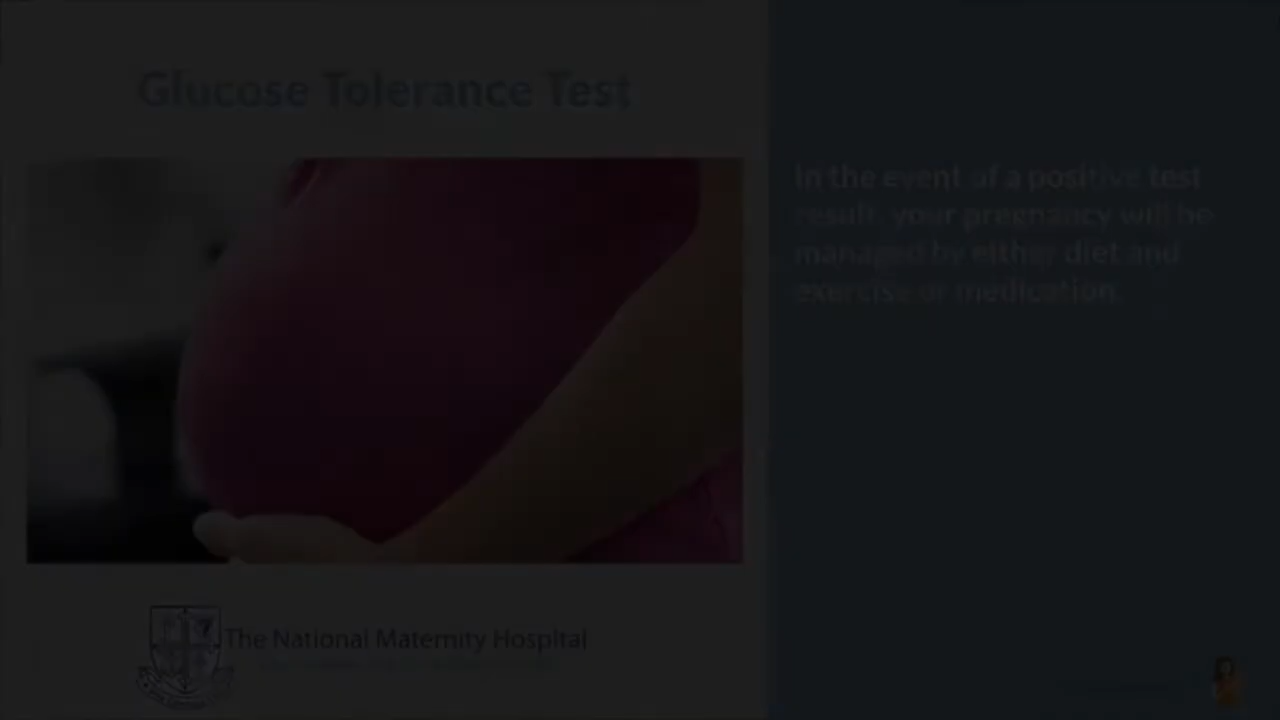 Glucose Tolerance Test
In the event of a positive test
result, your pregnancy will be
managed by either diet and
exercise or medication.
The National Maternity Hospital